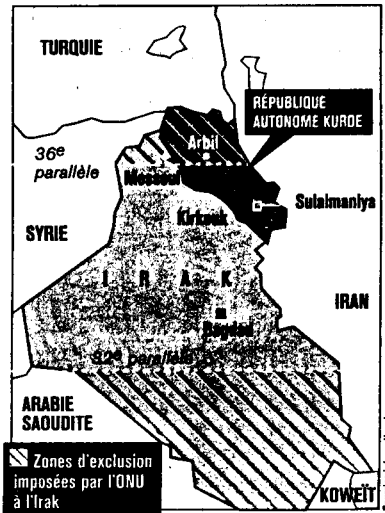 TURQUIE
RÉPUBLIQUE
AUTONOME KURDE
Arbil
36e
parallèle
Mossoul
Sulaimaniya
Kirkouk
SYRIE
IRAK
IRAN
Bagdad
32e parallèle
ARABIE
SAOUDITE
Zones d'exclusion
imposées par l'ONU
à l'Irak
KOWEÏT